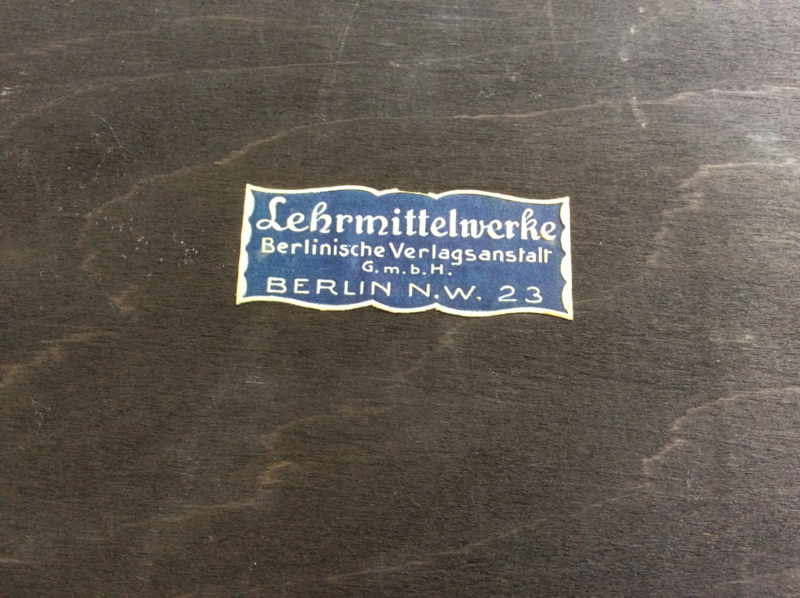 Lehrmittelwerke
Berlinische Verlagsanstalt
G.m.b.H.
BERLIN N.W. 23